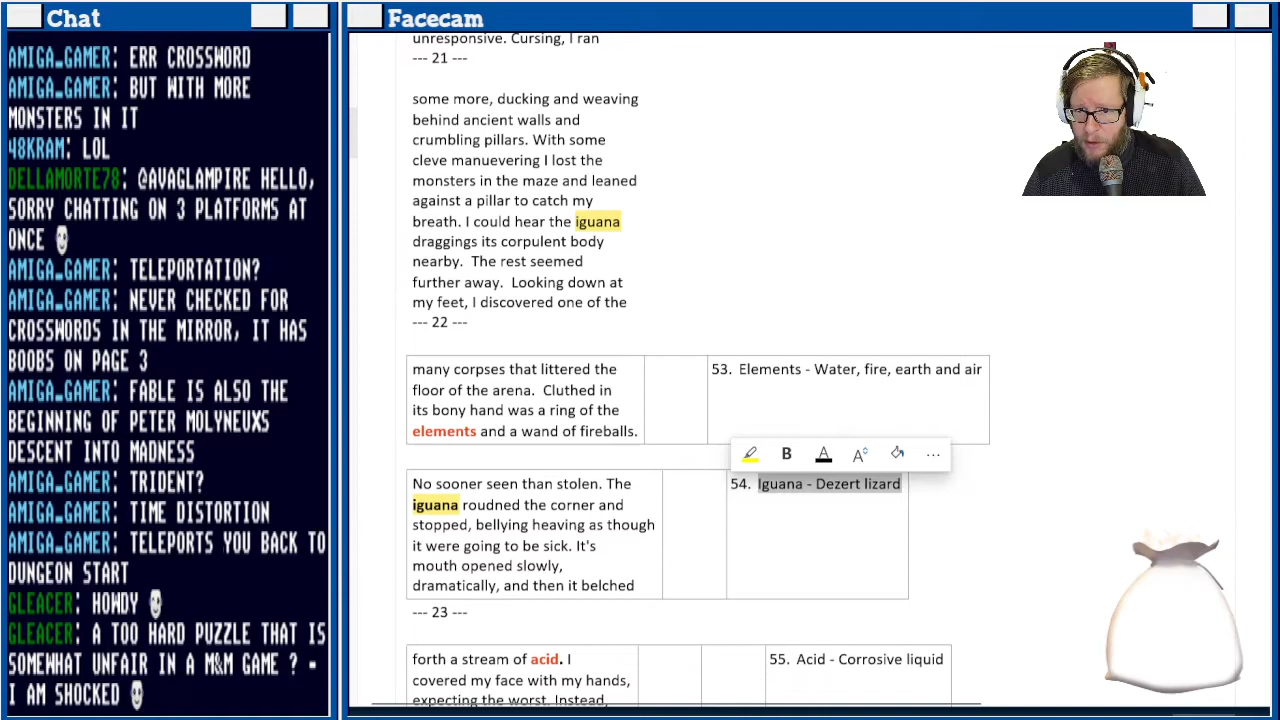 Chat
AMIGA_GAMER: ERR CROSSWORD
AMIGA_GAMER: BUT WITH MORE
MONSTERS IN IT
48KRAM: LOL
DELLAMORTE78: @AVAGLAMPIRE HELLO,
SORRY CHATTING ON 3 PLATFORMS AT
ONCE
AMIGA_GAMER: TELEPORTATION?
AMIGA_GAMER: NEVER CHECKED FOR
CROSSWORDS IN THE MIRROR, IT HAS
BOOBS ON PAGE 3
AMIGA_GAMER: FABLE IS ALSO THE
BEGINNING OF PETER MOLYNEUXS
DESCENT INTO MADNESS
AMIGA_GAMER: TRIDENT?
AMIGA_GAMER: TIME DISTORTION
AMIGA_GAMER: TELEPORTS YOU BACK TO
DUNGEON START
GLEACER: HOWDY
GLEACER: A TOO HARD PUZZLE THAT IS
SOMEWHAT UNFAIR IN A M&M GAME ? -
I AM SHOCKED
Facecam
unresponsive. Cursing, I ran
--- 21 ---
some more, ducking and weaving
behind ancient walls and
crumbling pillars. With some
cleve manuevering I lost the
monsters in the maze and leaned
against a pillar to catch my
breath. I could hear the iguana
draggings its corpulent body
nearby. The rest seemed
further away. Looking down at
my feet, I discovered one of the
--- 22 ---
many corpses that littered the
floor of the arena. Cluthed in
its bony hand was a ring of the
elements and a wand of fireballs.
53. Elements - Water, fire, earth and air
B A A ...
No sooner seen than stolen. The
iguana roudned the corner and
stopped, bellying heaving as though
it were going to be sick. It's
mouth opened slowly,
dramatically, and then it belched
54. Iguana - Dezert lizard
--- 23 ---
forth a stream of acid. I
covered my face with my hands,
expecting the worst. Instead,
55. Acid - Corrosive liquid